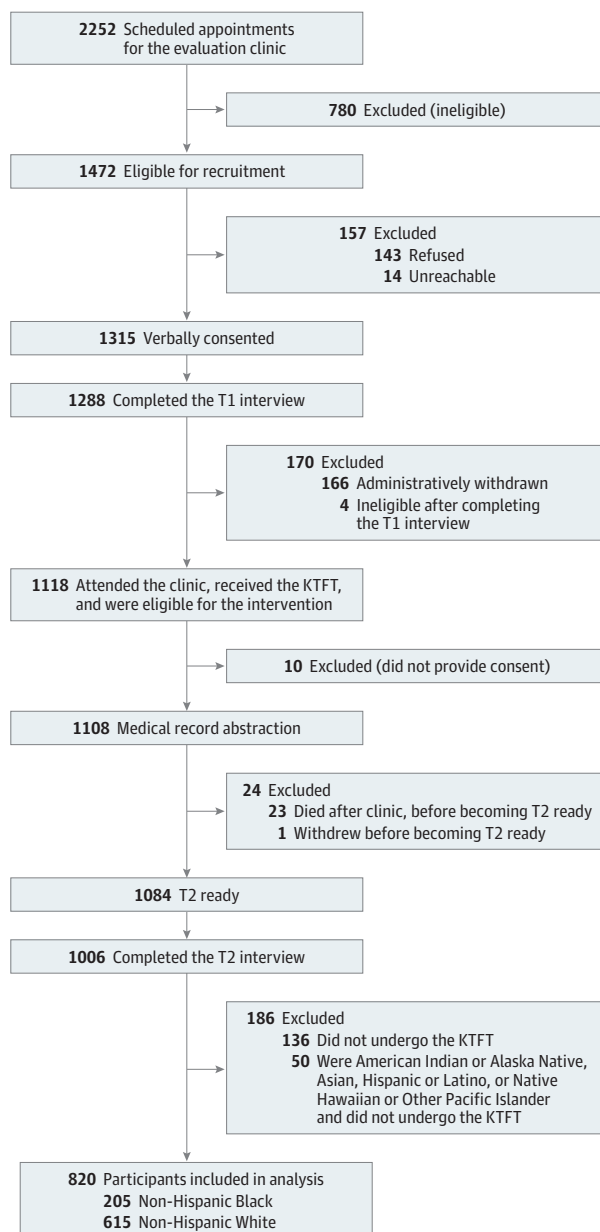 2252 Scheduled appointments
for the evaluation clinic
780 Excluded (ineligible)
1472 Eligible for recruitment
157 Excluded
143 Refused
14 Unreachable
1315 Verbally consented
1288 Completed the T1 interview
170 Excluded
166 Administratively withdrawn
4 Ineligible after completing
the T1 interview
1118 Attended the clinic, received the KTFT,
and were eligible for the intervention
10 Excluded (did not provide consent)
1108 Medical record abstraction
24 Excluded
23 Died after clinic, before becoming T2 ready
1 Withdrew before becoming T2 ready
1084 T2 ready
1006 Completed the T2 interview
186 Excluded
136 Did not undergo the KTFT
50 Were American Indian or Alaska Native,
Asian, Hispanic or Latino, or Native
Hawaiian or Other Pacific Islander
and did not undergo the KTFT
820 Participants included in analysis
205 Non-Hispanic Black
615 Non-Hispanic White